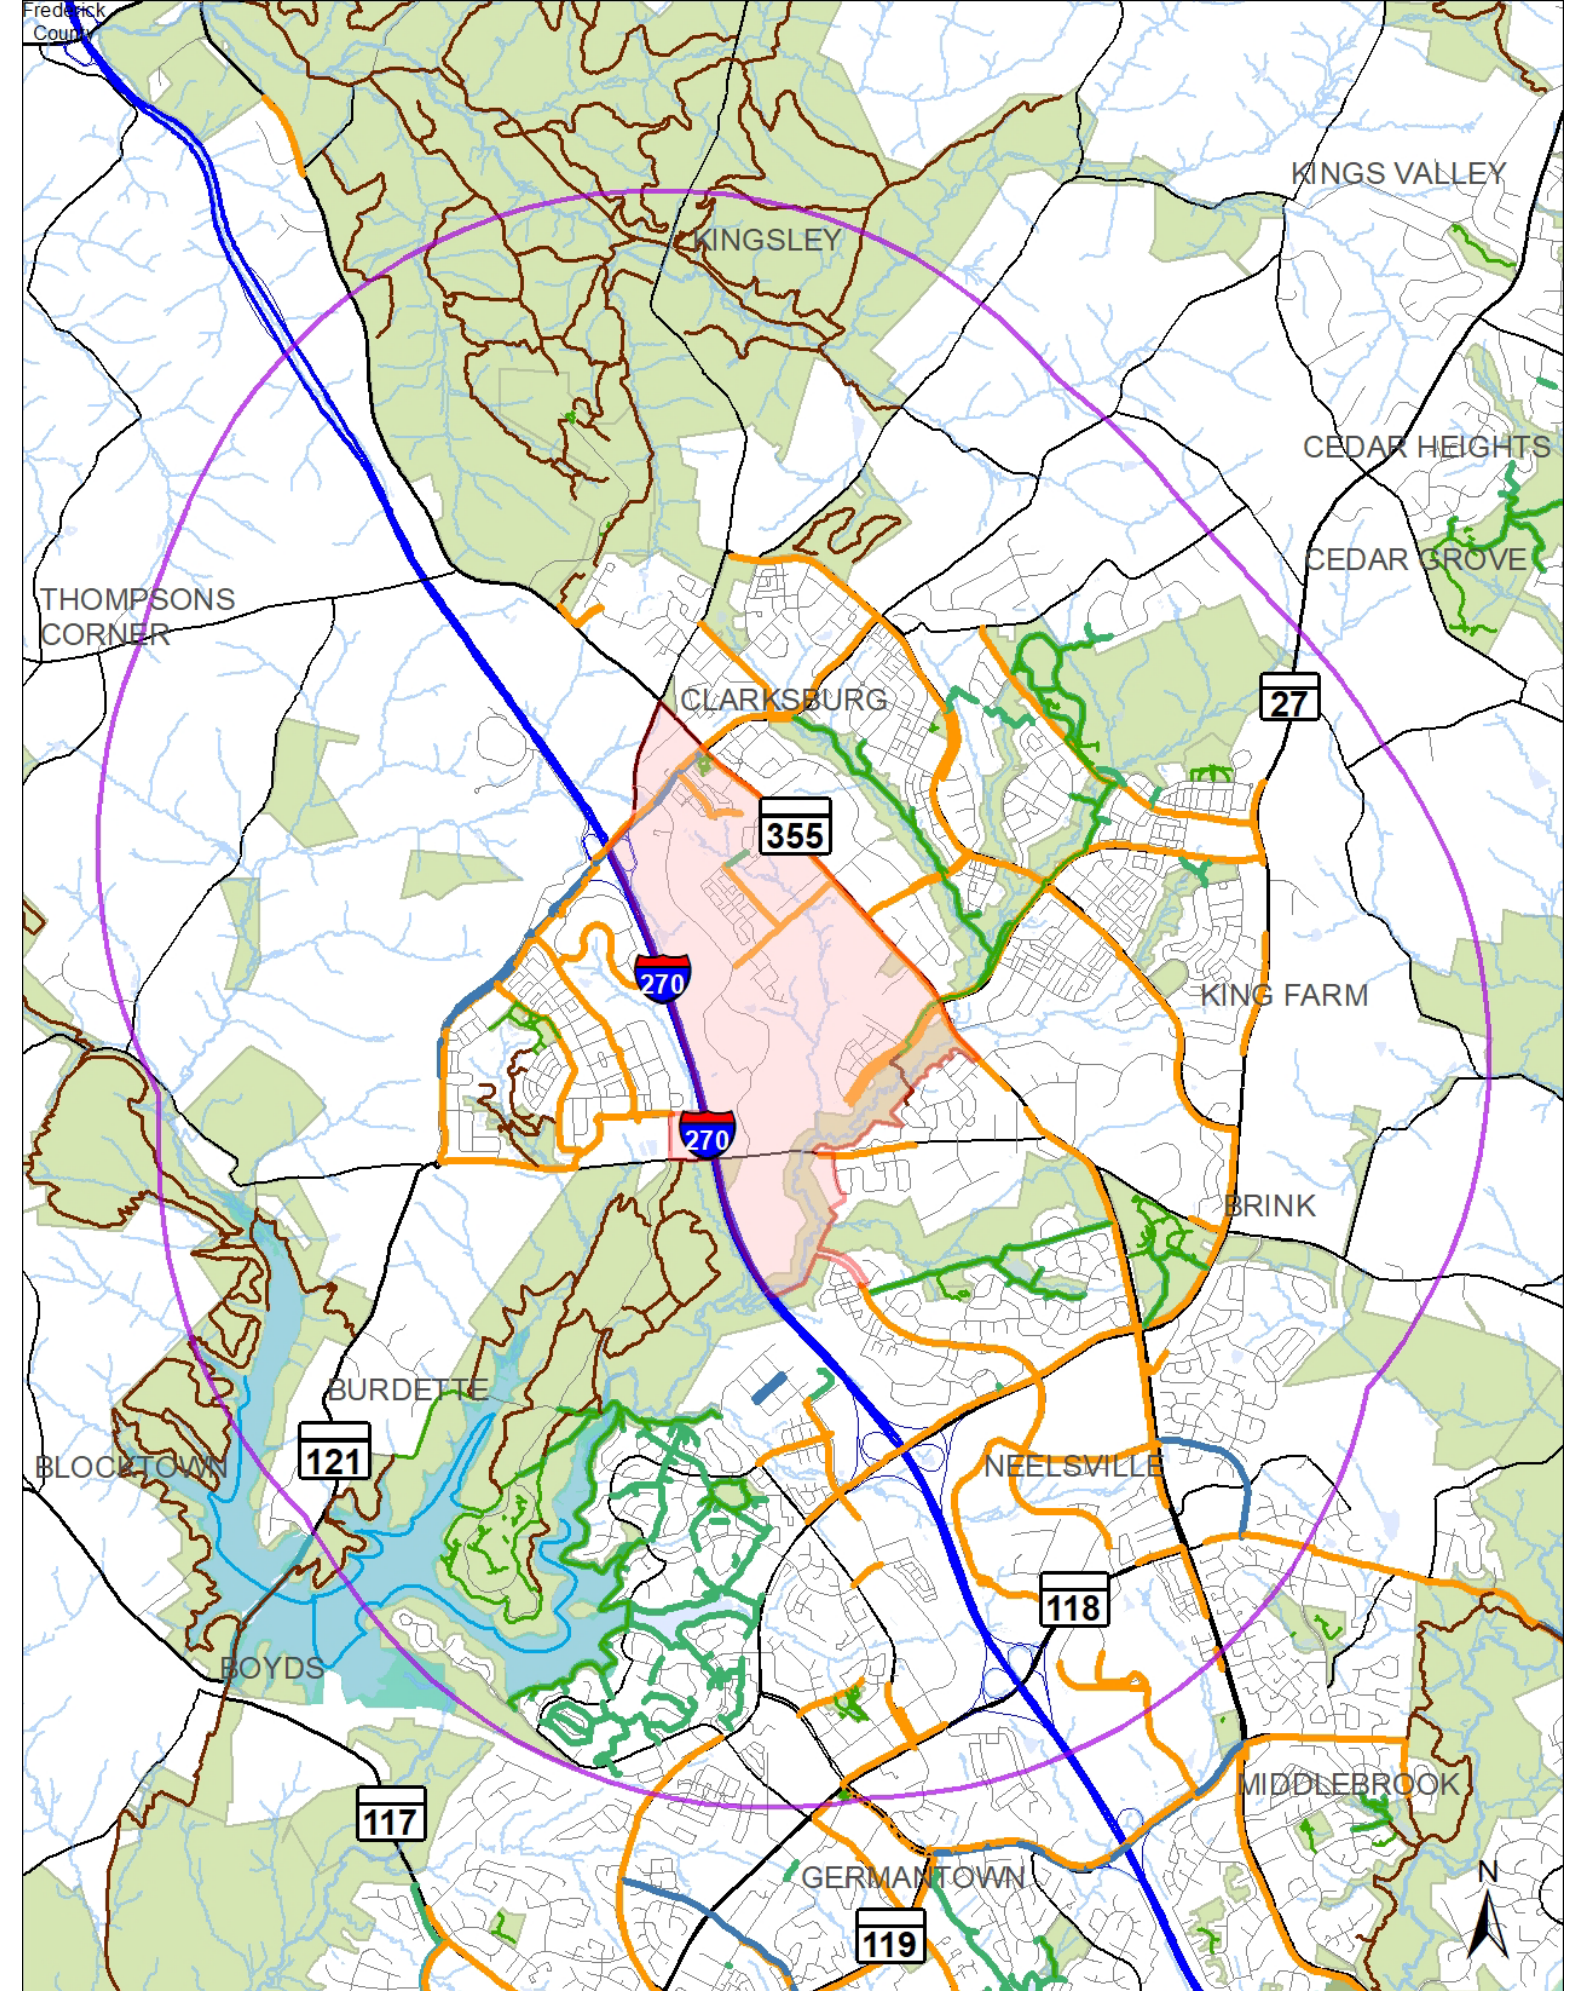 Frederick
County
KINGS VALLEY
KINGSLEY
CEDAR HEIGHTS
CEDAR GROVE
THOMPSONS
CORNER
CLARKSBURG
27
355
270
KING FARM
270
BRINK
BURDETTE
121
BLOCKTOWN
NEELSVILLE
118
BOYDS
117
MIDDLEBROOK
GERMANTOWN
N
119